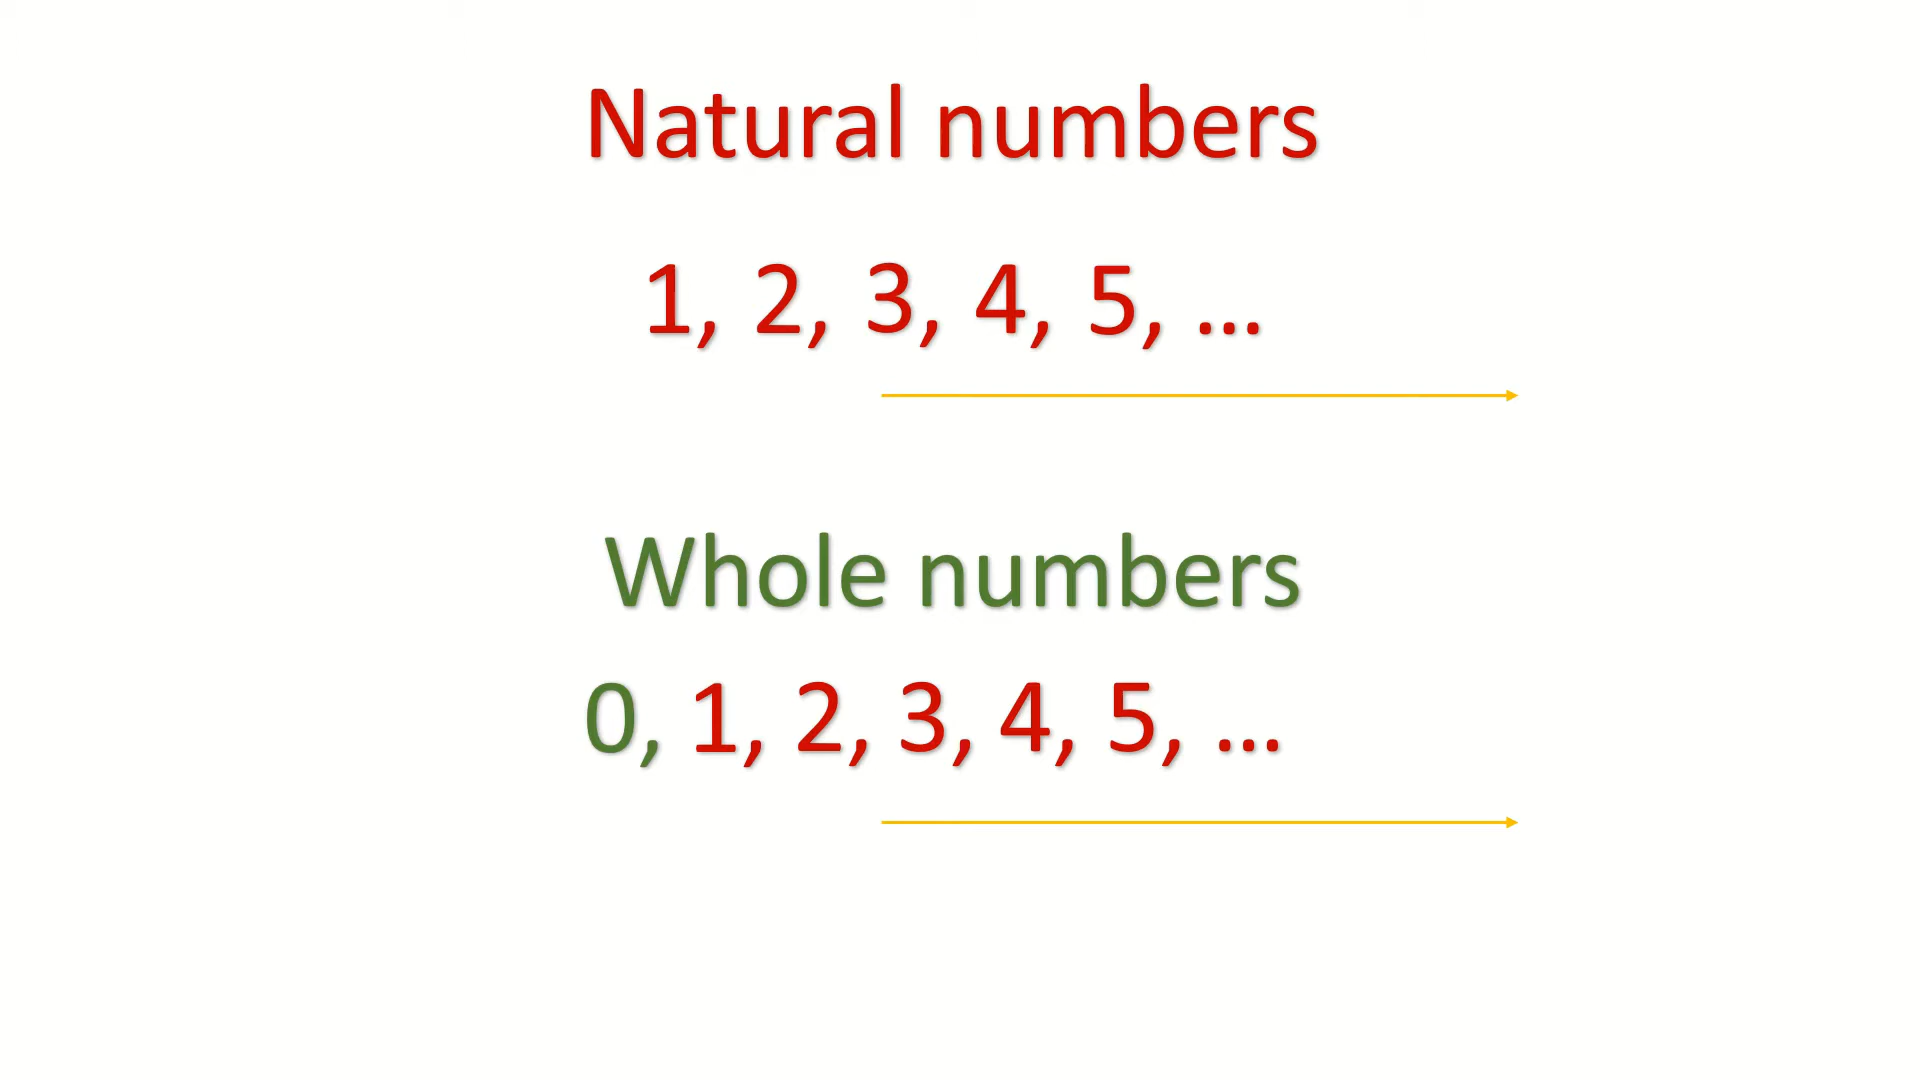 Natural numbers
1, 2, 3, 4, 5, ...
Whole numbers
0, 1, 2, 3, 4, 5, ...